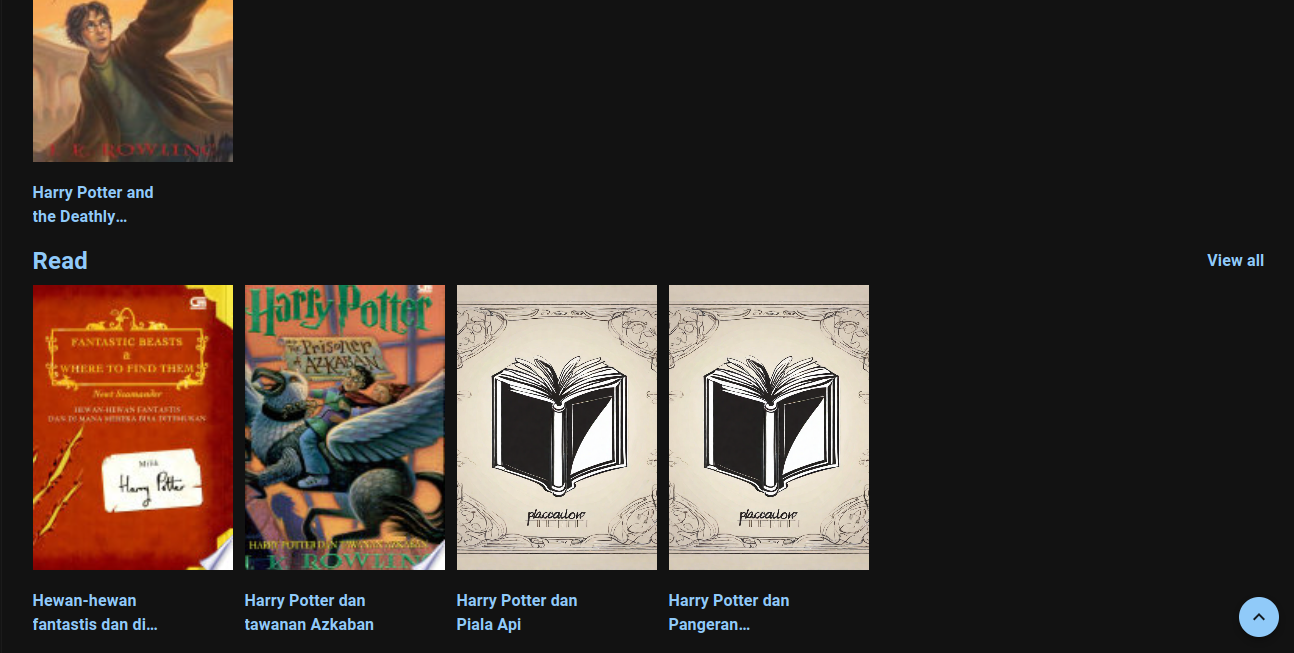 J. K. ROWLING
Harry Potter and
the Deathly...
Read
View all
GM
FANTASTIC BEASTS
&
WHERE TO FIND THEM
Newt Scamander
HEWAN-HEWAN FANTASTIS
DAN DI MANA MEREKA BISA DITEMUKAN
Milik
Harry Potter
Hewan-hewan
fantastis dan di...
Harry Potter
and THE
Prisoner
of AZKABAN
HARRY POTTER DAN TAWANAN AZKABAN
J. K. ROWLING
Harry Potter dan
tawanan Azkaban
Harry Potter dan
Piala Api
Harry Potter dan
Pangeran...